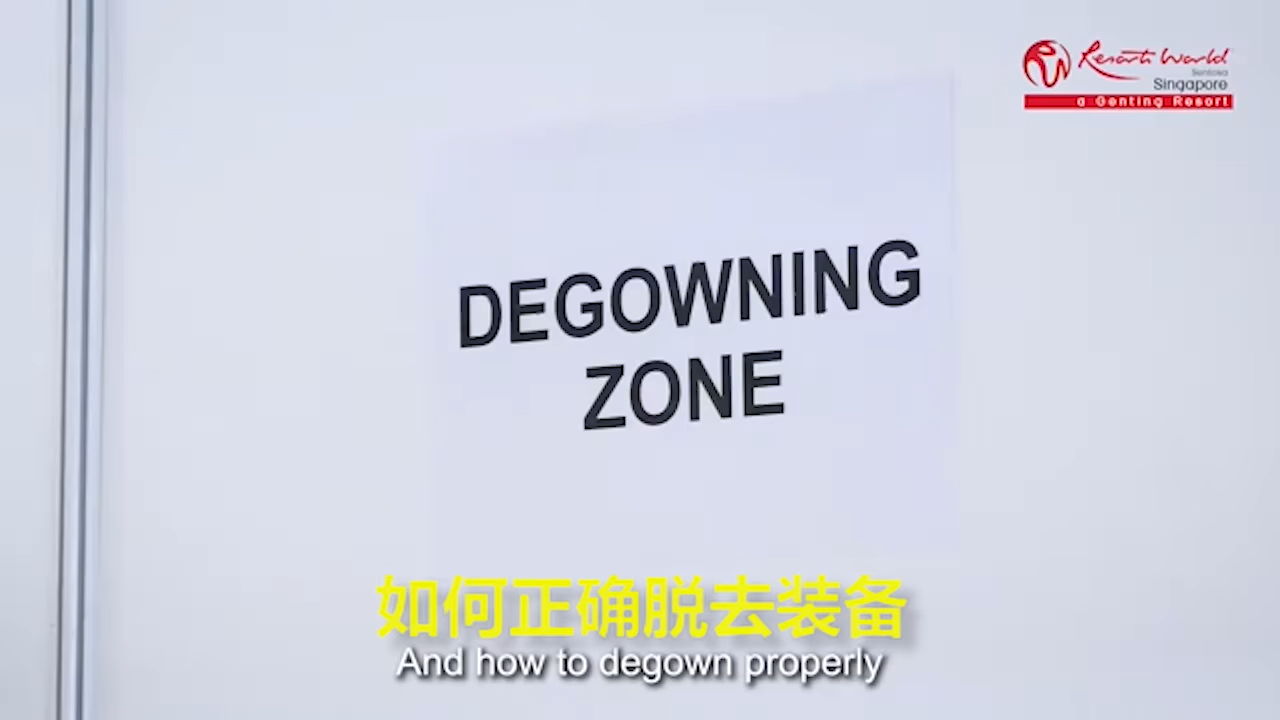 Resorts World
Sentosa
Singapore
a Genting Resort
DEGOWNING
ZONE
如何正确脱去装备
And how to degown properly